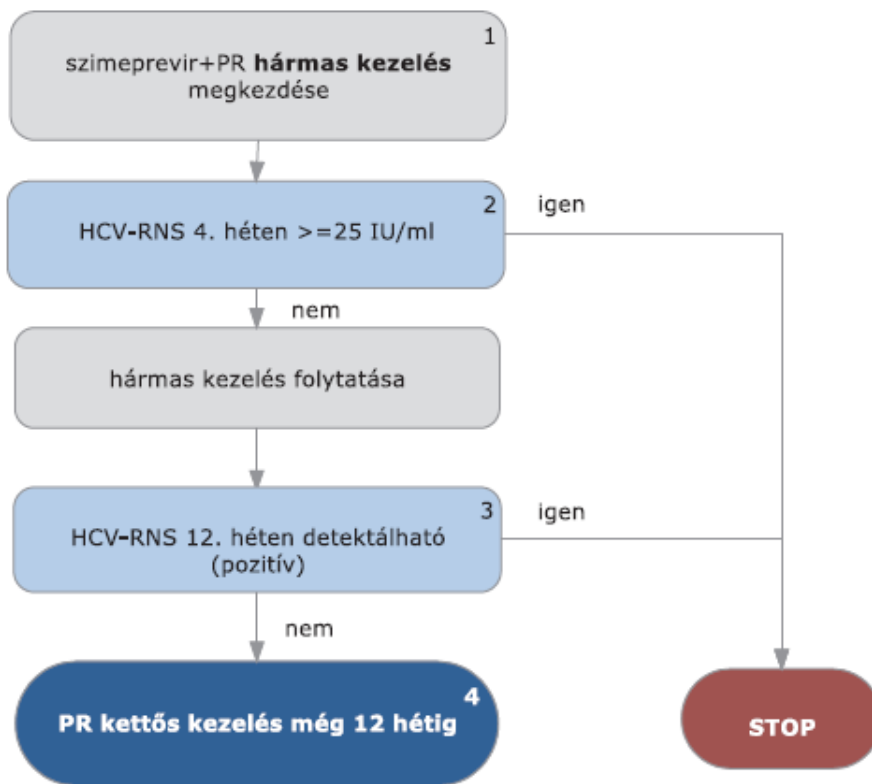 1
szimeprevir+PR hármas kezelés
megkezdése
2
HCV-RNS 4. héten >=25 IU/ml
igen
nem
hármas kezelés folytatása
3
HCV-RNS 12. héten detektálható
(pozitív)
igen
nem
4
PR kettős kezelés még 12 hétig
STOP